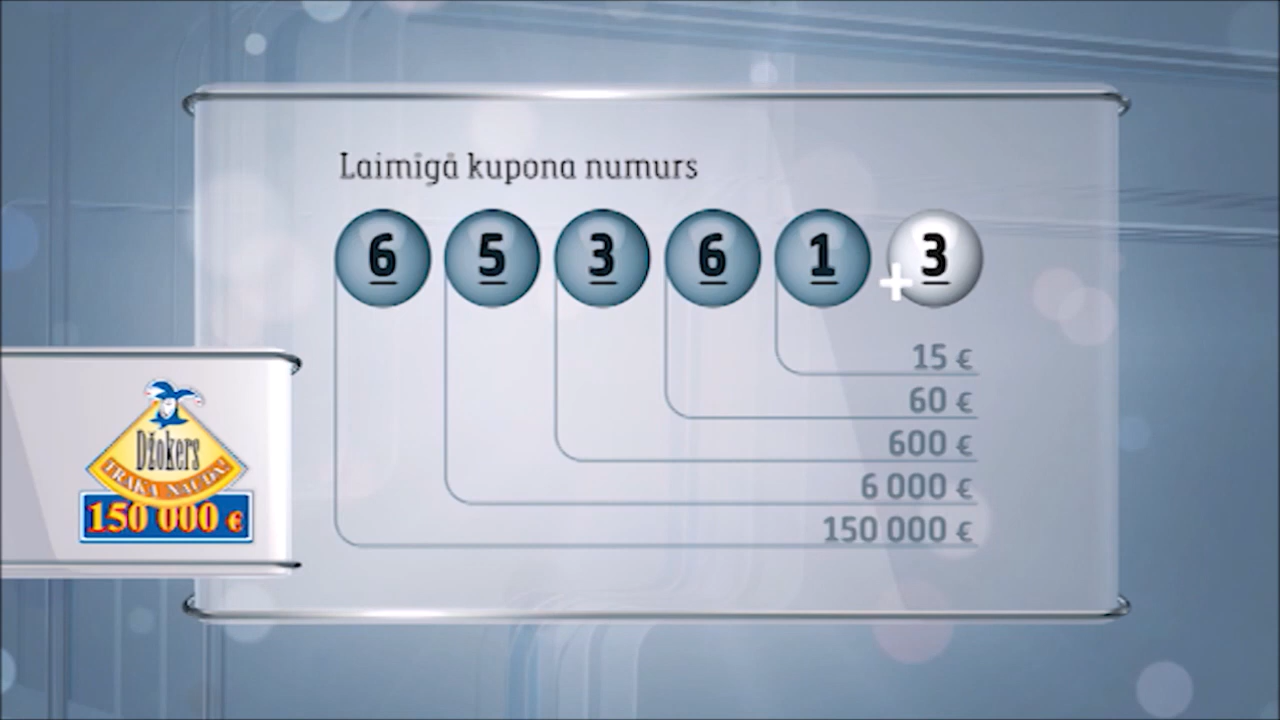 Laimīgā kupona numurs
6 5 3 6 1 + 3
15 €
60 €
600 €
6 000 €
150 000 €
Džokers
TRAKA NAUDA!
150 000 €